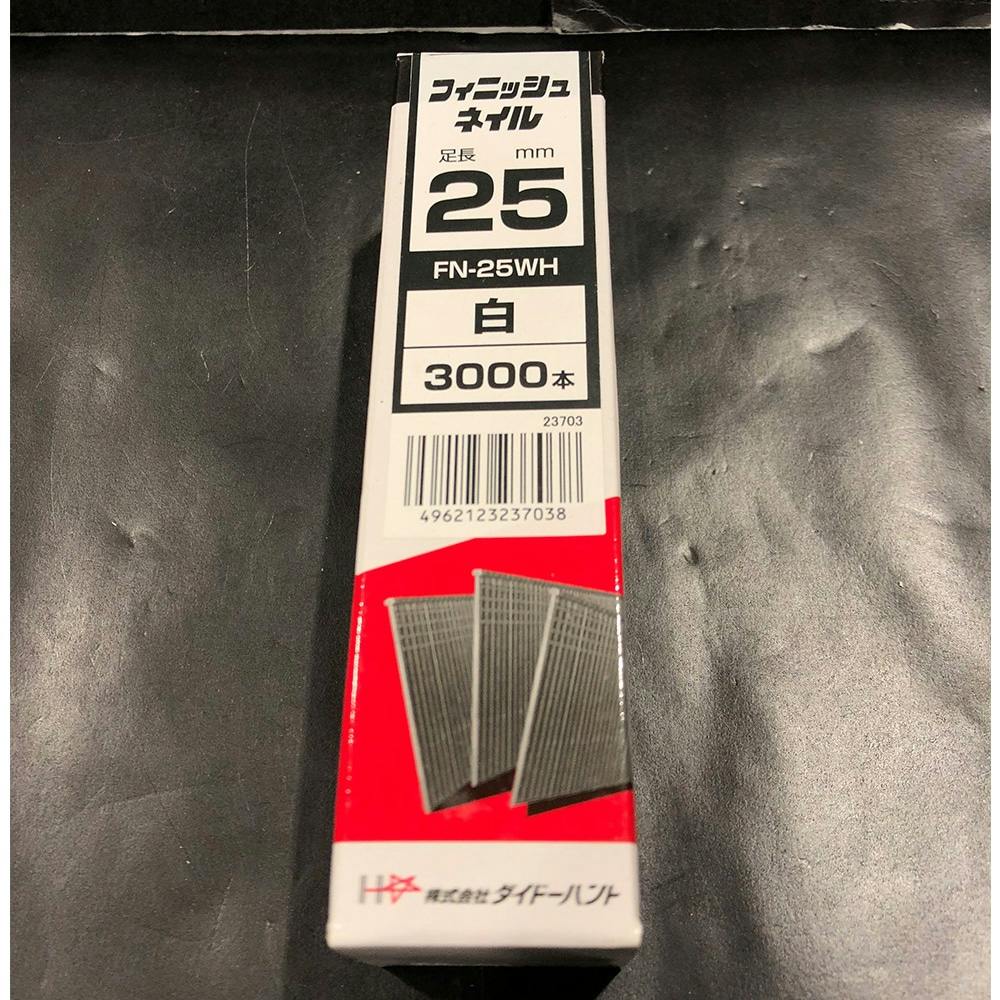 フィニッシュ
ネイル
足長 mm
25
FN-25WH
白
3000本
23703
4962123237038
株式会社 ダイドーハント